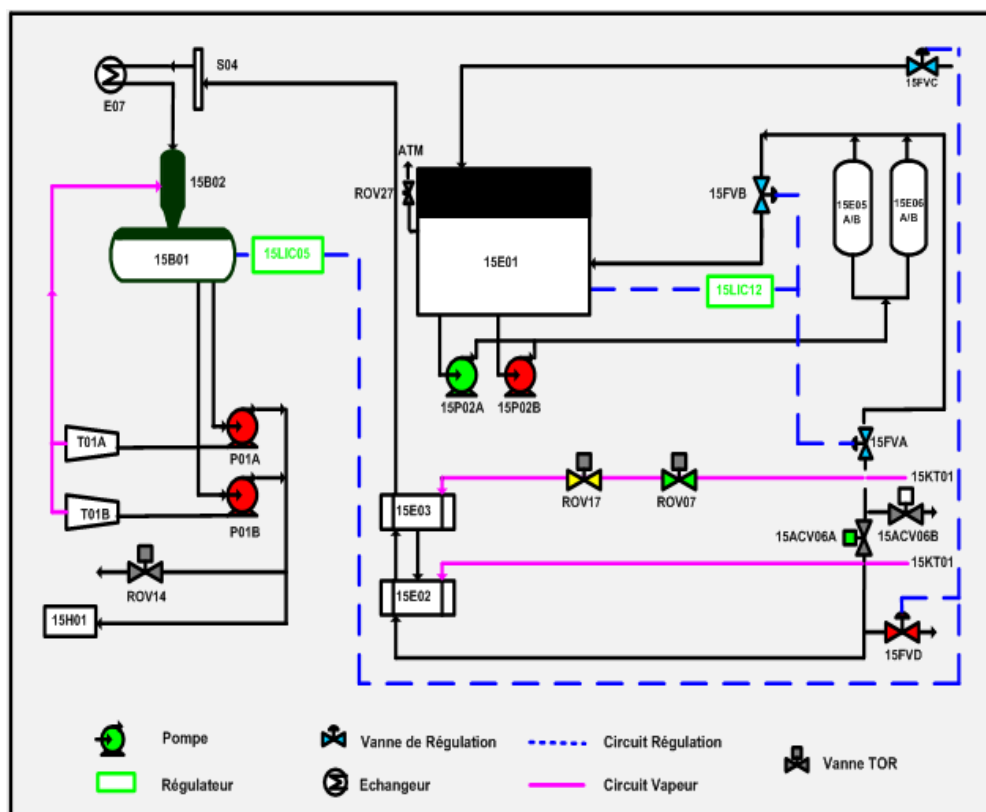 S04
15FVC
E07
ATM
15B02
ROV27
15FVB
15E05
A/B
15E06
A/B
15B01
15LIC05
15E01
15LIC12
15P02A
15P02B
T01A
P01A
15FVA
15KT01
ROV17
ROV07
T01B
P01B
15E03
15ACV06A
15ACV06B
15KT01
ROV14
15E02
15H01
15FVD
Pompe
Vanne de Régulation
Circuit Régulation
Vanne TOR
Régulateur
Echangeur
Circuit Vapeur